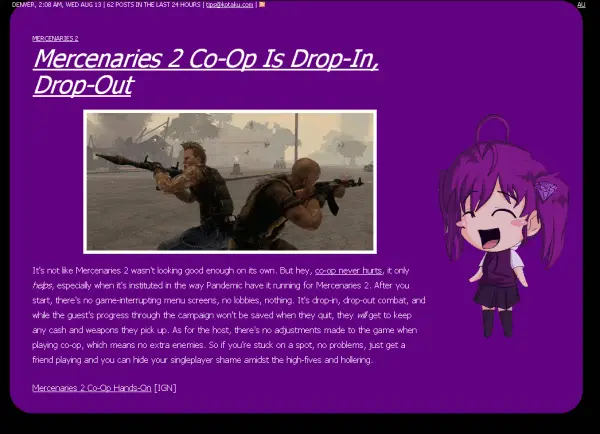 DENVER, 2:08 AM, WED AUG 13 | 62 POSTS IN THE LAST 24 HOURS | tips@kotaku.com |
AU
MERCENARIES 2
Mercenaries 2 Co-Op Is Drop-In,
Drop-Out
It's not like Mercenaries 2 wasn't looking good enough on its own. But hey, co-op never hurts, it only
helps, especially when it's instituted in the way Pandemic have it running for Mercenaries 2. After you
start, there's no game-interrupting menu screens, no lobbies, nothing. It's drop-in, drop-out combat, and
while the guest's progress through the campaign won't be saved when they quit, they will get to keep
any cash and weapons they pick up. As for the host, there's no adjustments made to the game when
playing co-op, which means no extra enemies. So if you're stuck on a spot, no problems, just get a
friend playing and you can hide your singleplayer shame amidst the high-fives and hollering.
Mercenaries 2 Co-Op Hands-On [IGN]